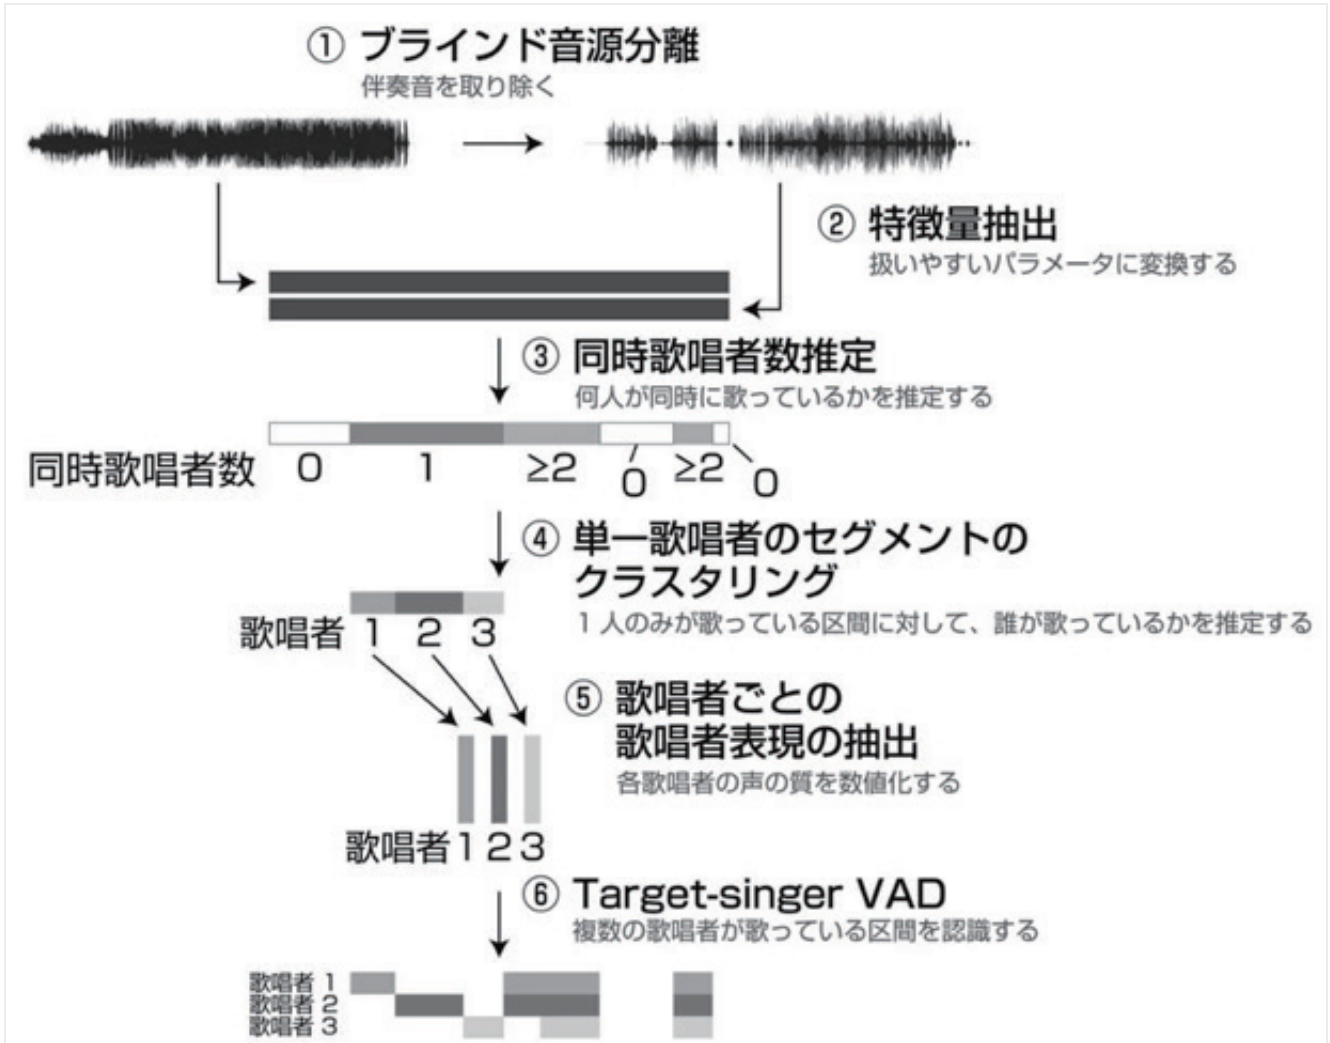 ① ブラインド音源分離
伴奏音を取り除く
② 特徴量抽出
扱いやすいパラメータに変換する
③ 同時歌唱者数推定
何人が同時に歌っているかを推定する
同時歌唱者数 0 1 ≥2 0 ≥2 0
④ 単一歌唱者のセグメントの
クラスタリング
1人のみが歌っている区間に対して、誰が歌っているかを推定する
歌唱者 1 2 3
⑤ 歌唱者ごとの
歌唱者表現の抽出
各歌唱者の声の質を数値化する
歌唱者 1 2 3
⑥ Target-singer VAD
複数の歌唱者が歌っている区間を認識する
歌唱者 1
歌唱者 2
歌唱者 3